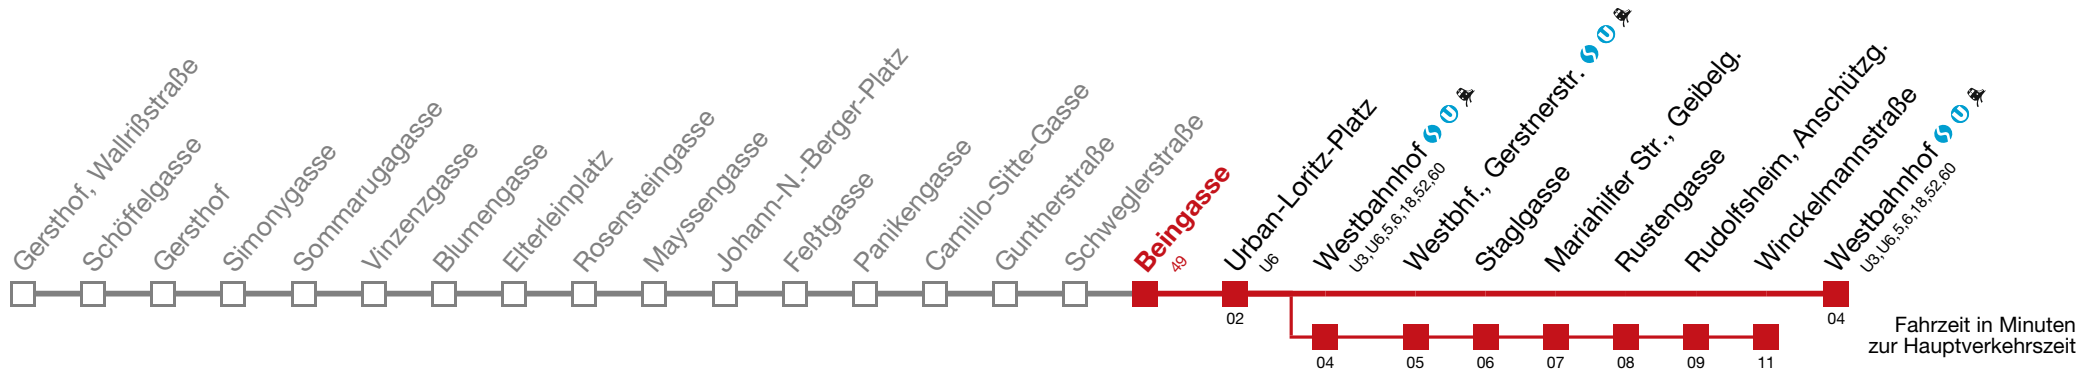 Gersthof, Wallrißstraße
Schöffelgasse
Gersthof
Simonygasse
Sommarugagasse
Vinzenzgasse
Blumengasse
Elterleinplatz
Rosensteingasse
Mayssengasse
Johann-N.-Berger-Platz
Feßtgasse
Panikengasse
Camillo-Sitte-Gasse
Guntherstraße
Schweglerstraße
Beingasse
49
Urban-Loritz-Platz
U6
Westbahnhof
U3,U6,5,6,18,52,60
Westbhf., Gerstnerstr.
Staglgasse
Mariahilfer Str., Geibelg.
Rustengasse
Rudolfsheim, Anschützg.
Winckelmannstraße
Westbahnhof
U3,U6,5,6,18,52,60
02
04
04
05
06
07
08
09
11
Fahrzeit in Minuten
zur Hauptverkehrszeit